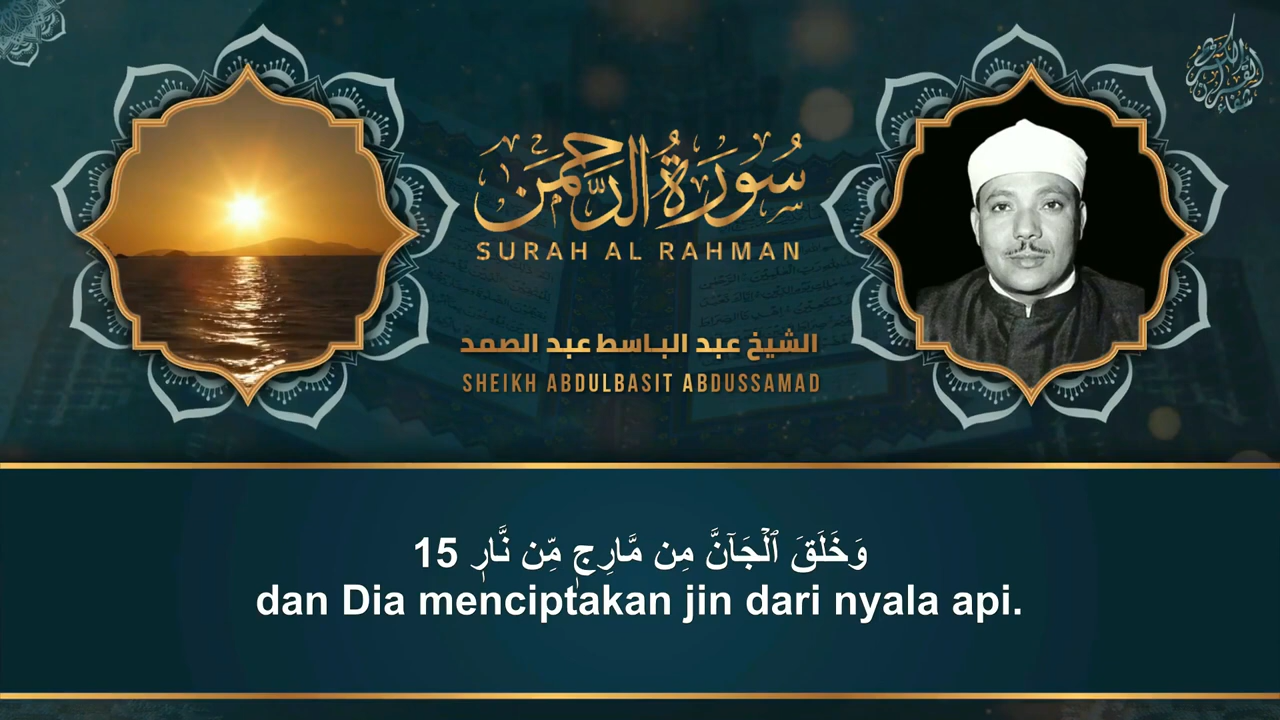 سُورَةُ الرَّحْمَن
SURAH AL RAHMAN
الشيخ عبد الباسط عبد الصمد
SHEIKH ABDULBASIT ABDUSSAMAD
وَخَلَقَ ٱلۡجَآنَّ مِن مَّارِجٖ مِّن نَّارٖ 15
dan Dia menciptakan jin dari nyala api.